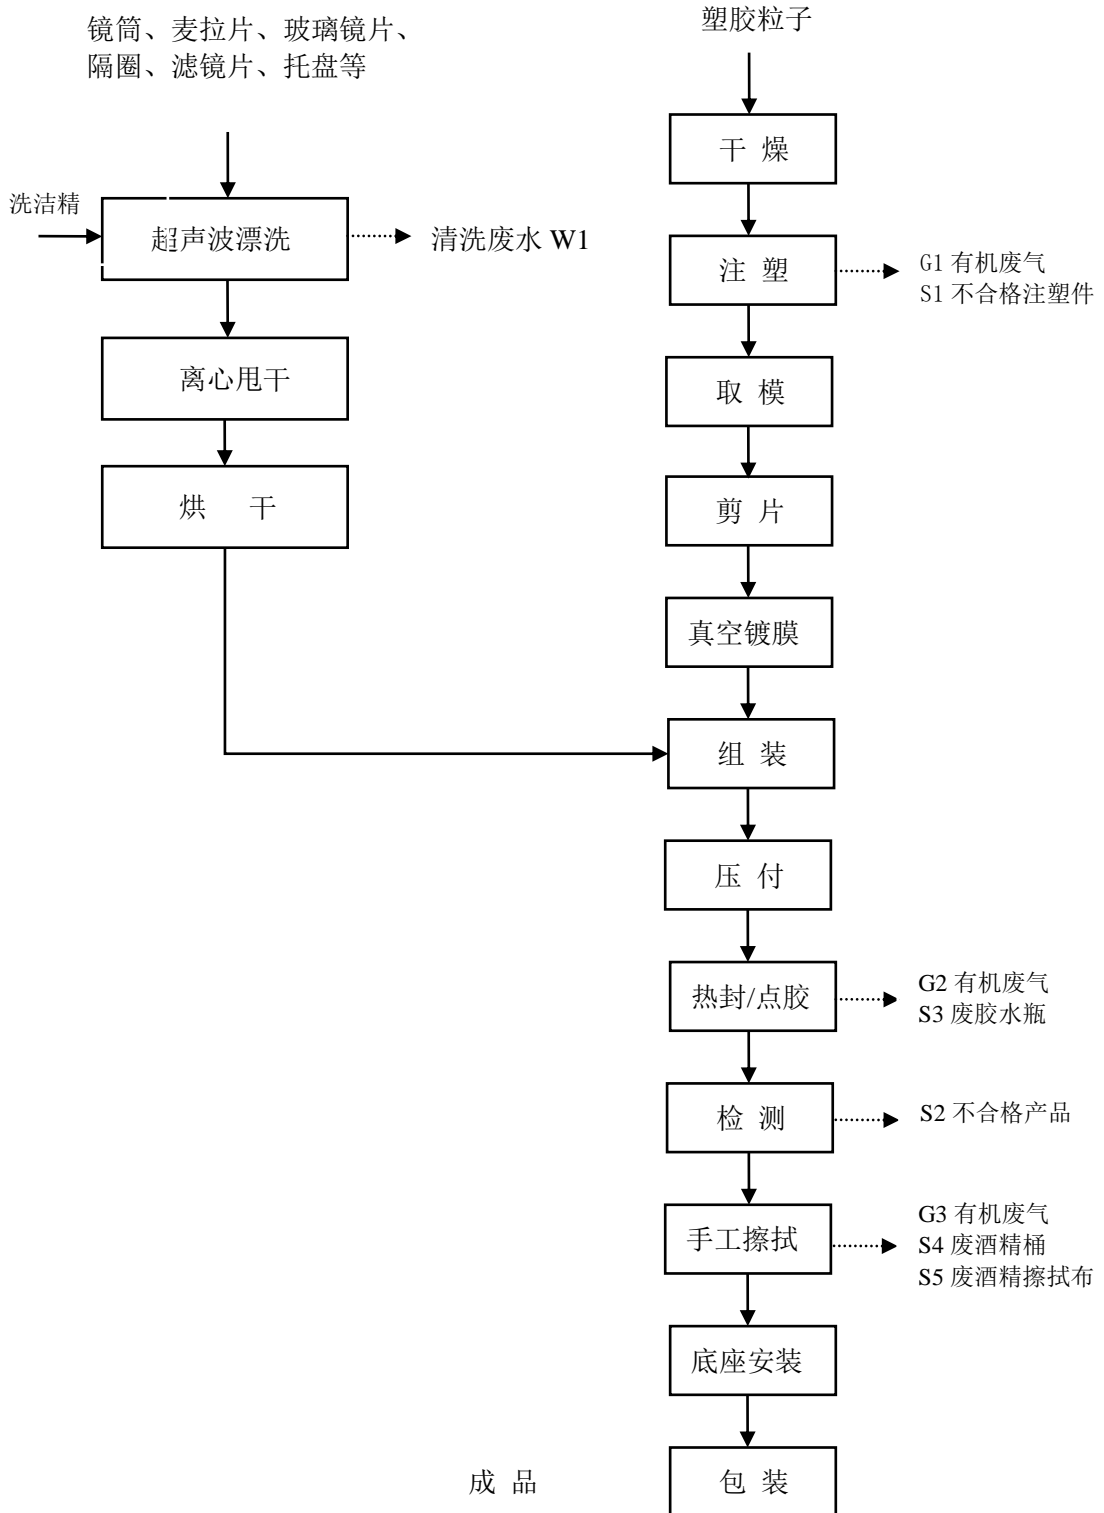 镜筒、麦拉片、玻璃镜片、
隔圈、滤镜片、托盘等
洗洁精
超声波漂洗
清洗废水 W1
离心甩干
烘 干
塑胶粒子
干 燥
注 塑
G1 有机废气
S1 不合格注塑件
取 模
剪 片
真空镀膜
组 装
压 付
热封/点胶
G2 有机废气
S3 废胶水瓶
检 测
S2 不合格产品
手工擦拭
G3 有机废气
S4 废酒精桶
S5 废酒精擦拭布
底座安装
包 装
成 品